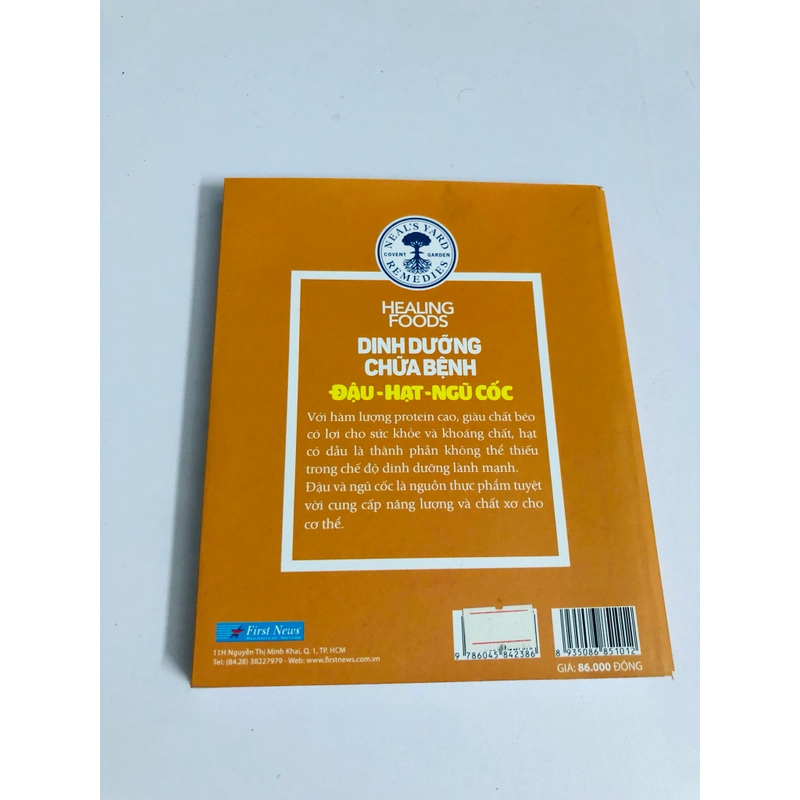 NEAL'S YARD
COVENT GARDEN
REMEDIES
HEALING
FOODS
DINH DƯỠNG
CHỮA BỆNH
ĐẬU - HẠT - NGŨ CỐC
Với hàm lượng protein cao, giàu chất béo
có lợi cho sức khỏe và khoáng chất, hạt
có dầu là thành phần không thể thiếu
trong chế độ dinh dưỡng lành mạnh.
Đậu và ngũ cốc là nguồn thực phẩm tuyệt
vời cung cấp năng lượng và chất xơ cho
cơ thể.
First News
11H Nguyễn Thị Minh Khai, Q. 1, TP. HCM
Tel: (84.28) 38227979 - Web: www.firstnews.com.vn
9 786045 842386
8 935086 851012
GIÁ: 86.000 ĐỒNG